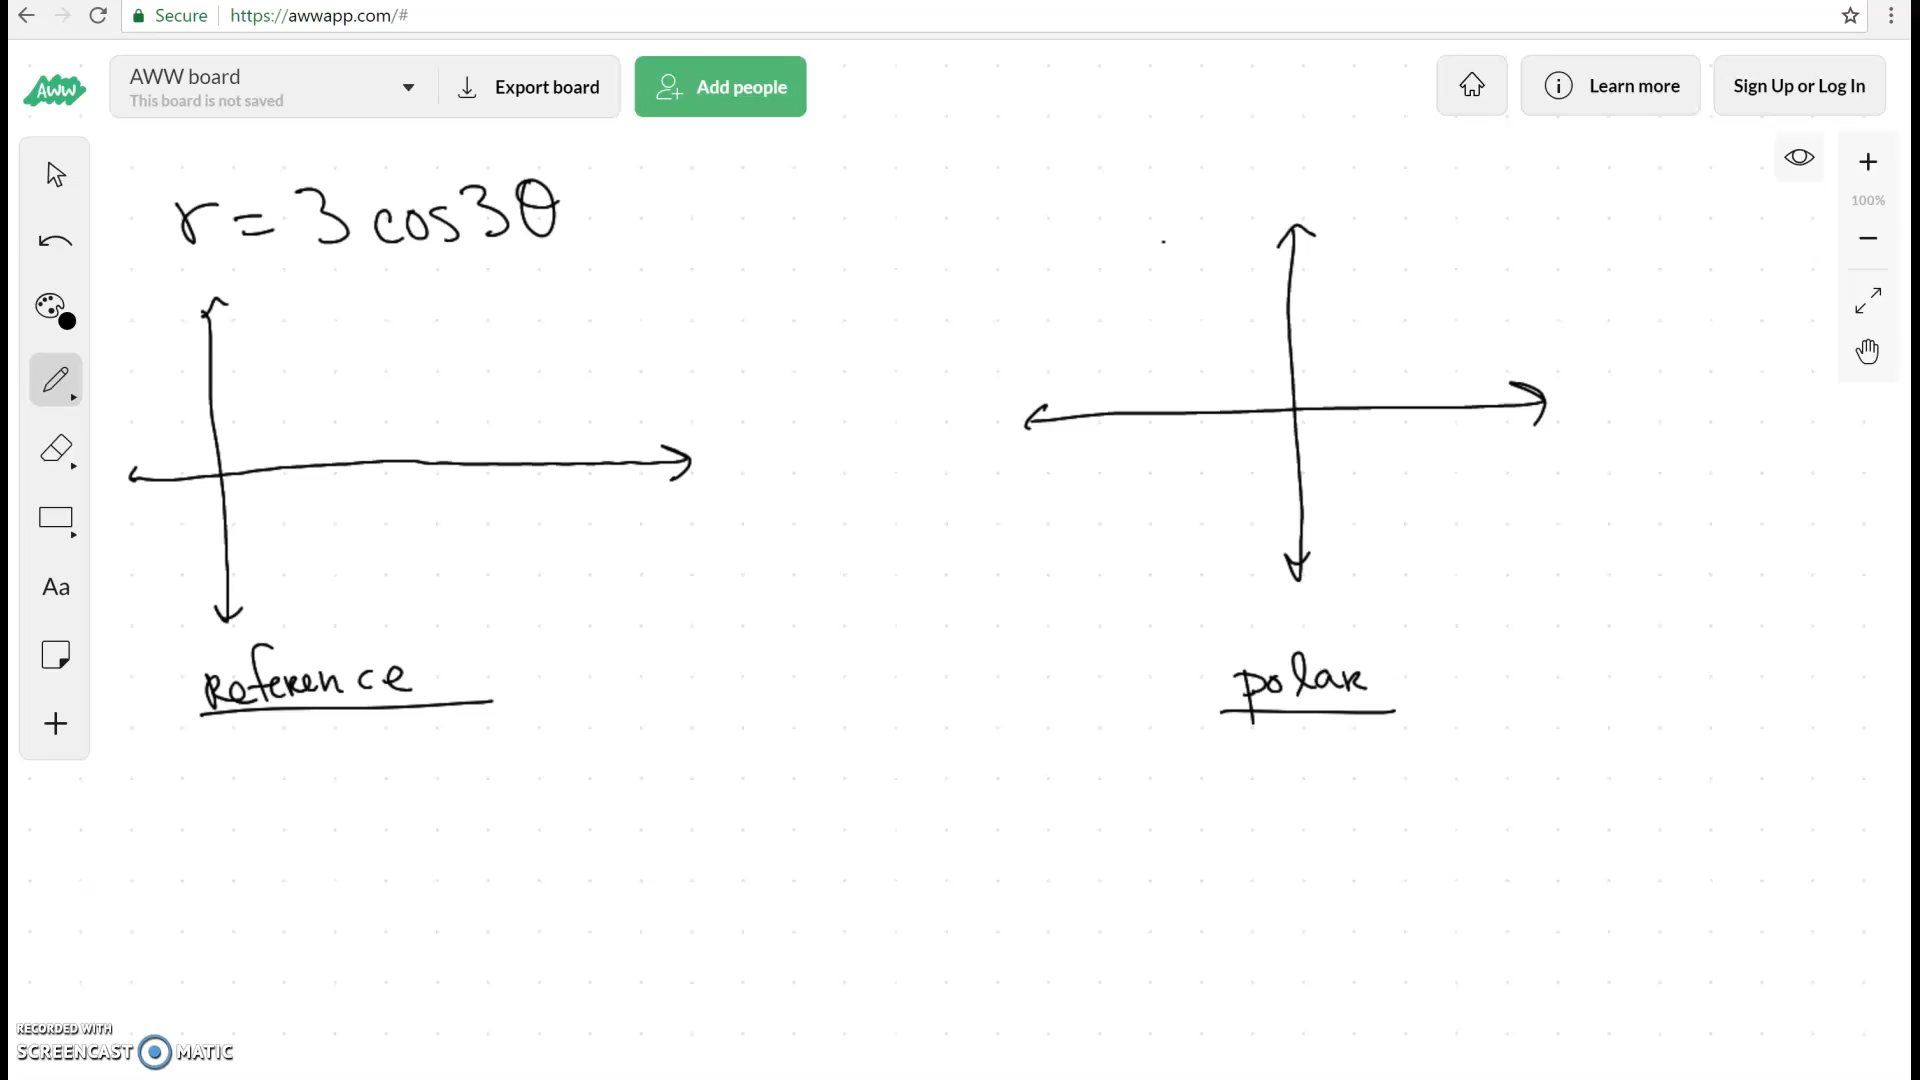 Secure https://awwapp.com/#
AWW
AWW board
This board is not saved
Export board
Add people
Learn more
Sign Up or Log In
100%
r = 3 cos3θ
Aa
Reference
polar
RECORDED WITH
SCREENCAST MATIC